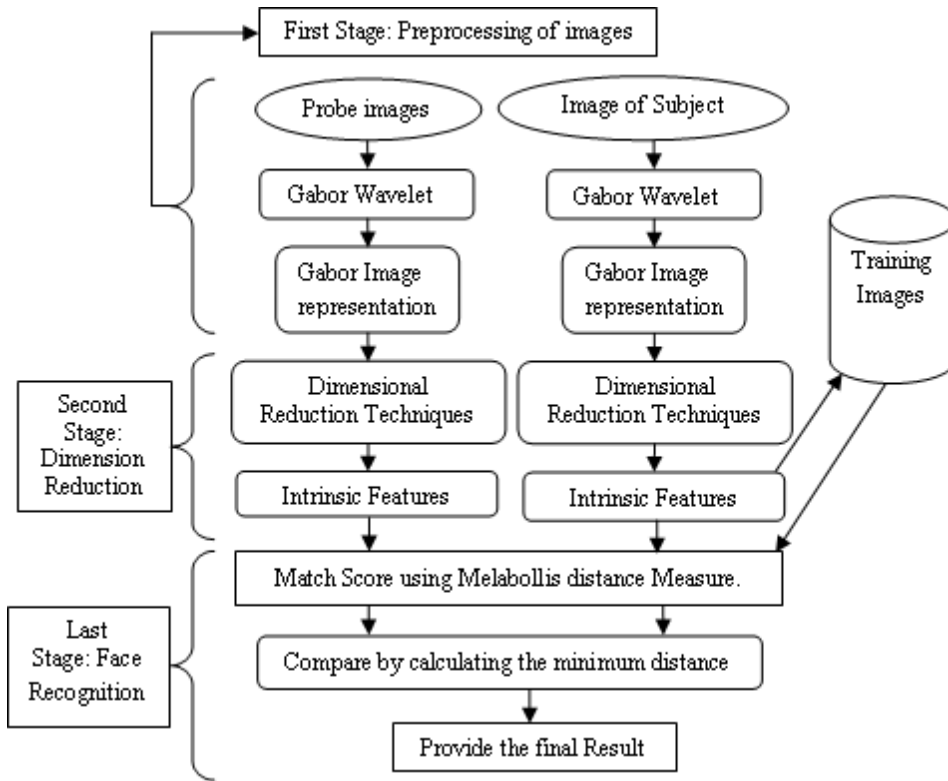 First Stage: Preprocessing of images
Probe images
Image of Subject
Gabor Wavelet
Gabor Wavelet
Gabor Image
representation
Gabor Image
representation
Training
Images
Second
Stage:
Dimension
Reduction
Dimensional
Reduction Techniques
Dimensional
Reduction Techniques
Intrinsic Features
Intrinsic Features
Last
Stage: Face
Recognition
Match Score using Melabollis distance Measure.
Compare by calculating the minimum distance
Provide the final Result